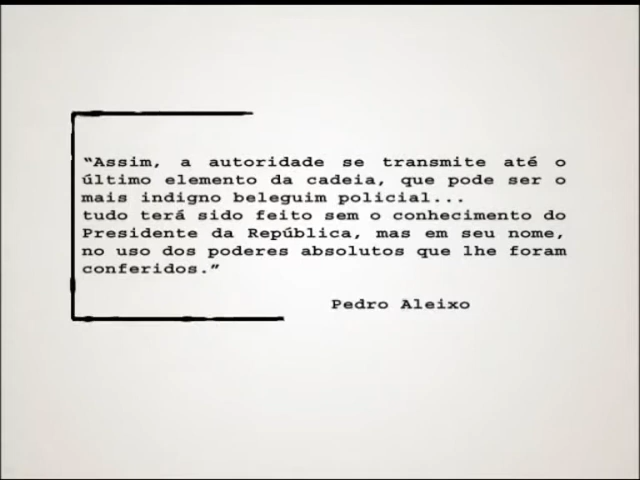 “Assim, a autoridade se transmite até o
último elemento da cadeia, que pode ser o
mais indigno beleguim policial...
tudo terá sido feito sem o conhecimento do
Presidente da República, mas em seu nome,
no uso dos poderes absolutos que lhe foram
conferidos.”
Pedro Aleixo